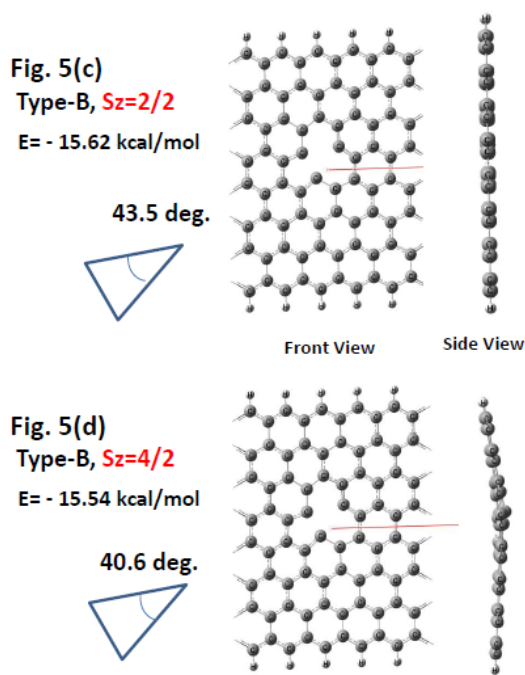 Fig. 5(c)
Type-B, Sz=2/2
E= - 15.62 kcal/mol
43.5 deg.
Front View
Side View
Fig. 5(d)
Type-B, Sz=4/2
E= - 15.54 kcal/mol
40.6 deg.